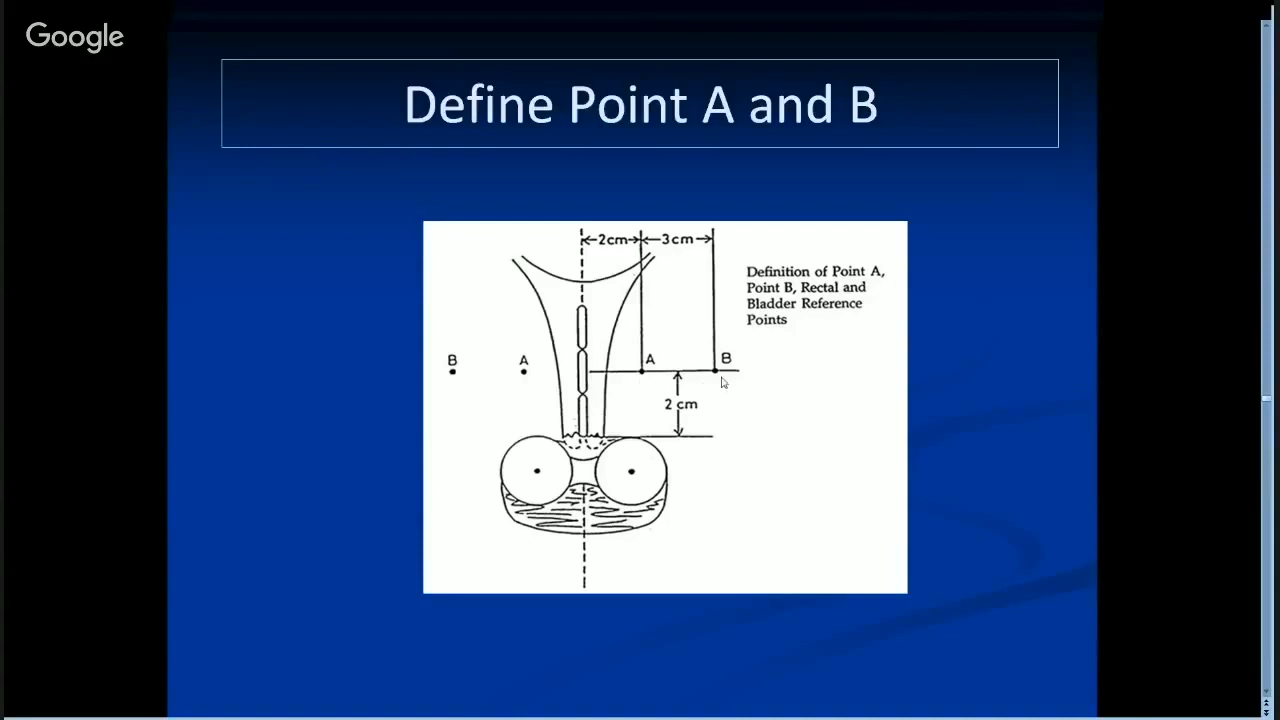 Google
Define Point A and B
2cm 3cm
Definition of Point A,
Point B, Rectal and
Bladder Reference
Points
B A A B
2 cm